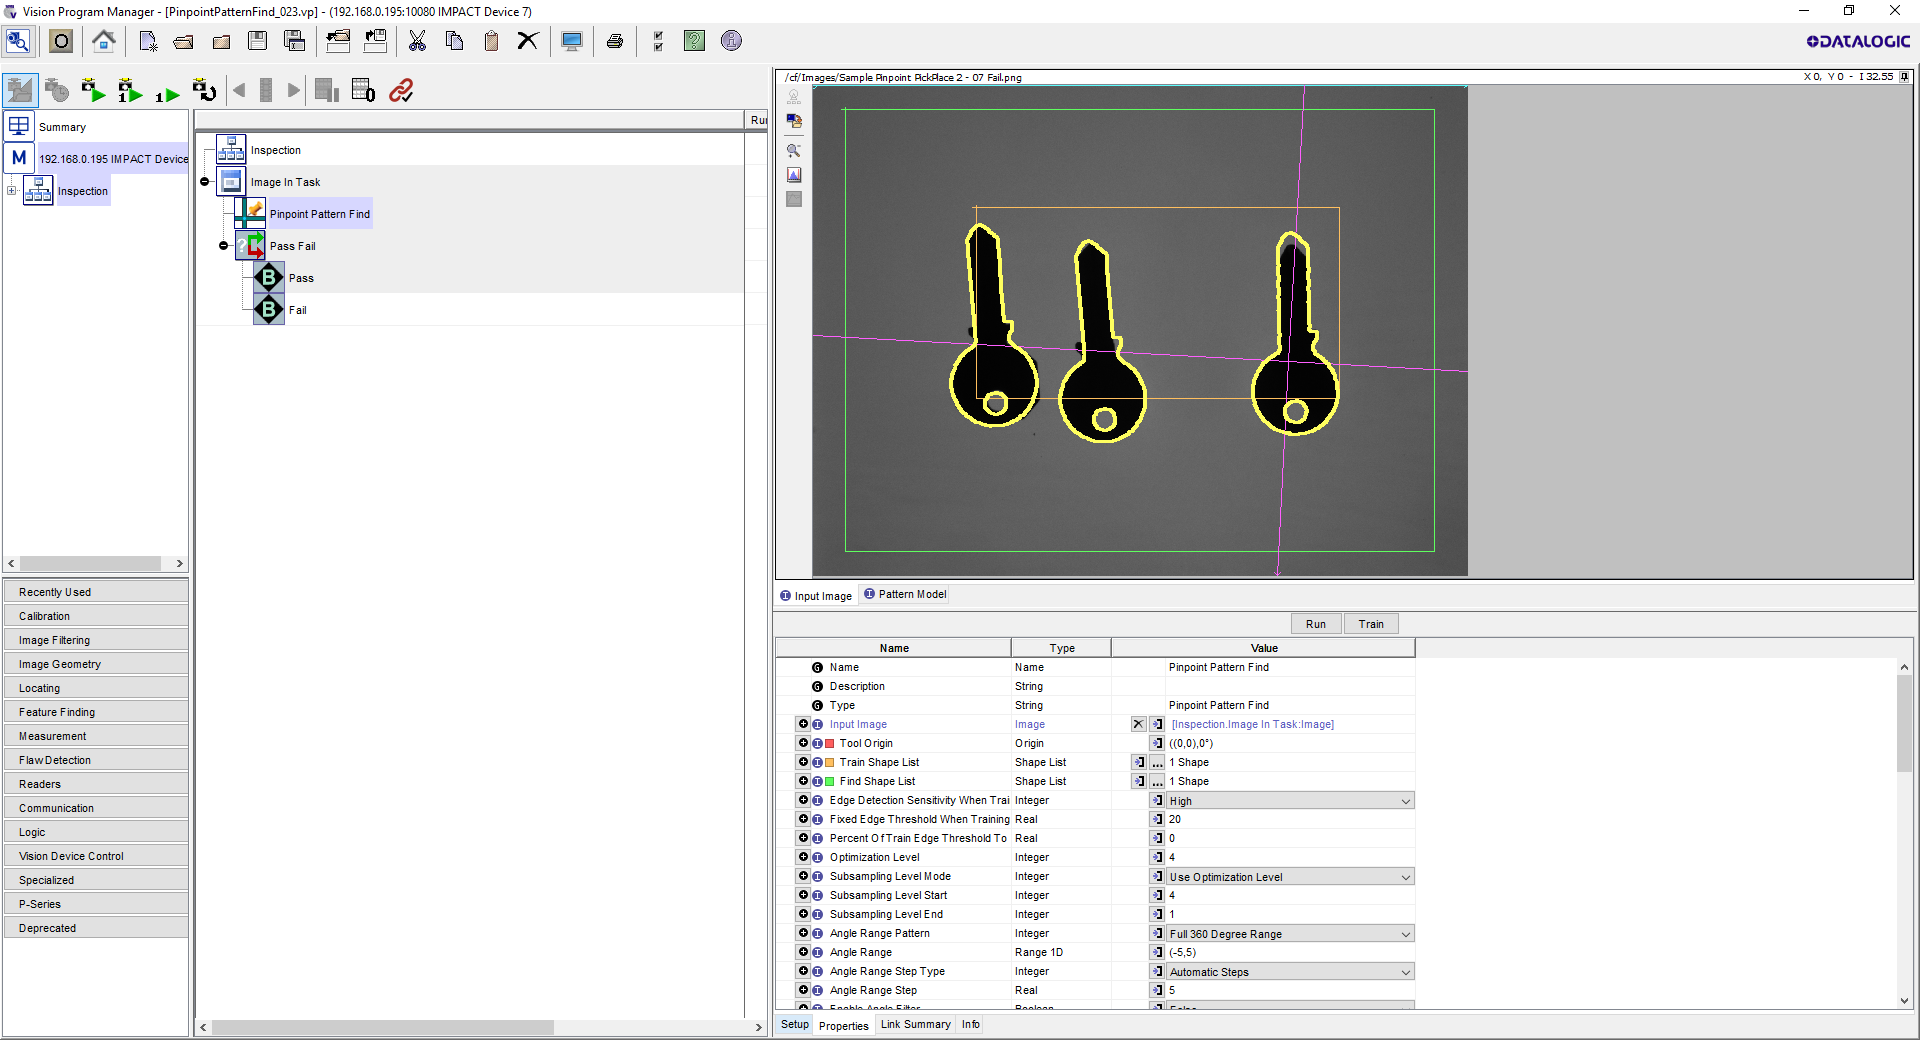 Vision Program Manager - [PinpointPatternFind_023.vp] - (192.168.0.195:10080 IMPACT Device 7)
DATALOGIC
Summary
M 192.168.0.195 IMPACT Device
Inspection
Run
Inspection
Image In Task
Pinpoint Pattern Find
Pass Fail
B Pass
B Fail
Recently Used
Calibration
Image Filtering
Image Geometry
Locating
Feature Finding
Measurement
Flaw Detection
Readers
Communication
Logic
Vision Device Control
Specialized
P-Series
Deprecated
/cf/Images/Sample Pinpoint PickPlace 2 - 07 Fail.png
X 0, Y 0 - I 32.55
Input Image
Pattern Model
Run
Train
Name Type Value
Name Name Pinpoint Pattern Find
Description String
Type String Pinpoint Pattern Find
Input Image Image [Inspection.Image In Task:Image]
Tool Origin Origin ((0,0),0°)
Train Shape List Shape List ... 1 Shape
Find Shape List Shape List ... 1 Shape
Edge Detection Sensitivity When Trai Integer High
Fixed Edge Threshold When Training Real 20
Percent Of Train Edge Threshold To Real 0
Optimization Level Integer 4
Subsampling Level Mode Integer Use Optimization Level
Subsampling Level Start Integer 4
Subsampling Level End Integer 1
Angle Range Pattern Integer Full 360 Degree Range
Angle Range Range 1D (-5,5)
Angle Range Step Type Integer Automatic Steps
Angle Range Step Real 5
Enable Angle Filter Boolean False
Setup
Properties
Link Summary
Info